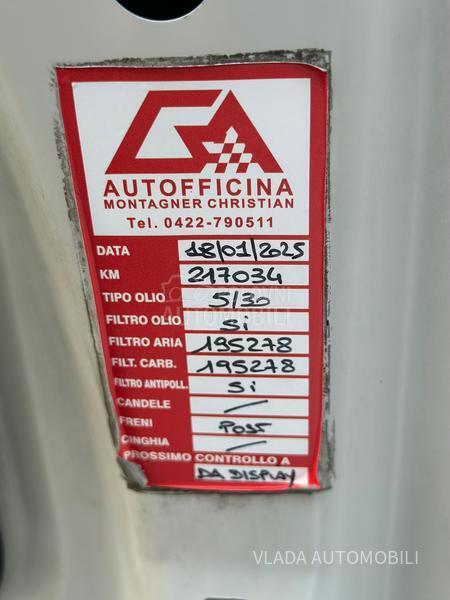 AUTOFFICINA
MONTAGNER CHRISTIAN
Tel. 0422-790511
DATA 18/01/2025
KM 217034
TIPO OLIO 5/30
FILTRO OLIO Si
FILTRO ARIA 195278
FILT. CARB. 195278
FILTRO ANTIPOLL. Si
CANDELE /
FRENI
CINGHIA /
PROSSIMO CONTROLLO A
DA DISPLAY
VLADA AUTOMOBILI